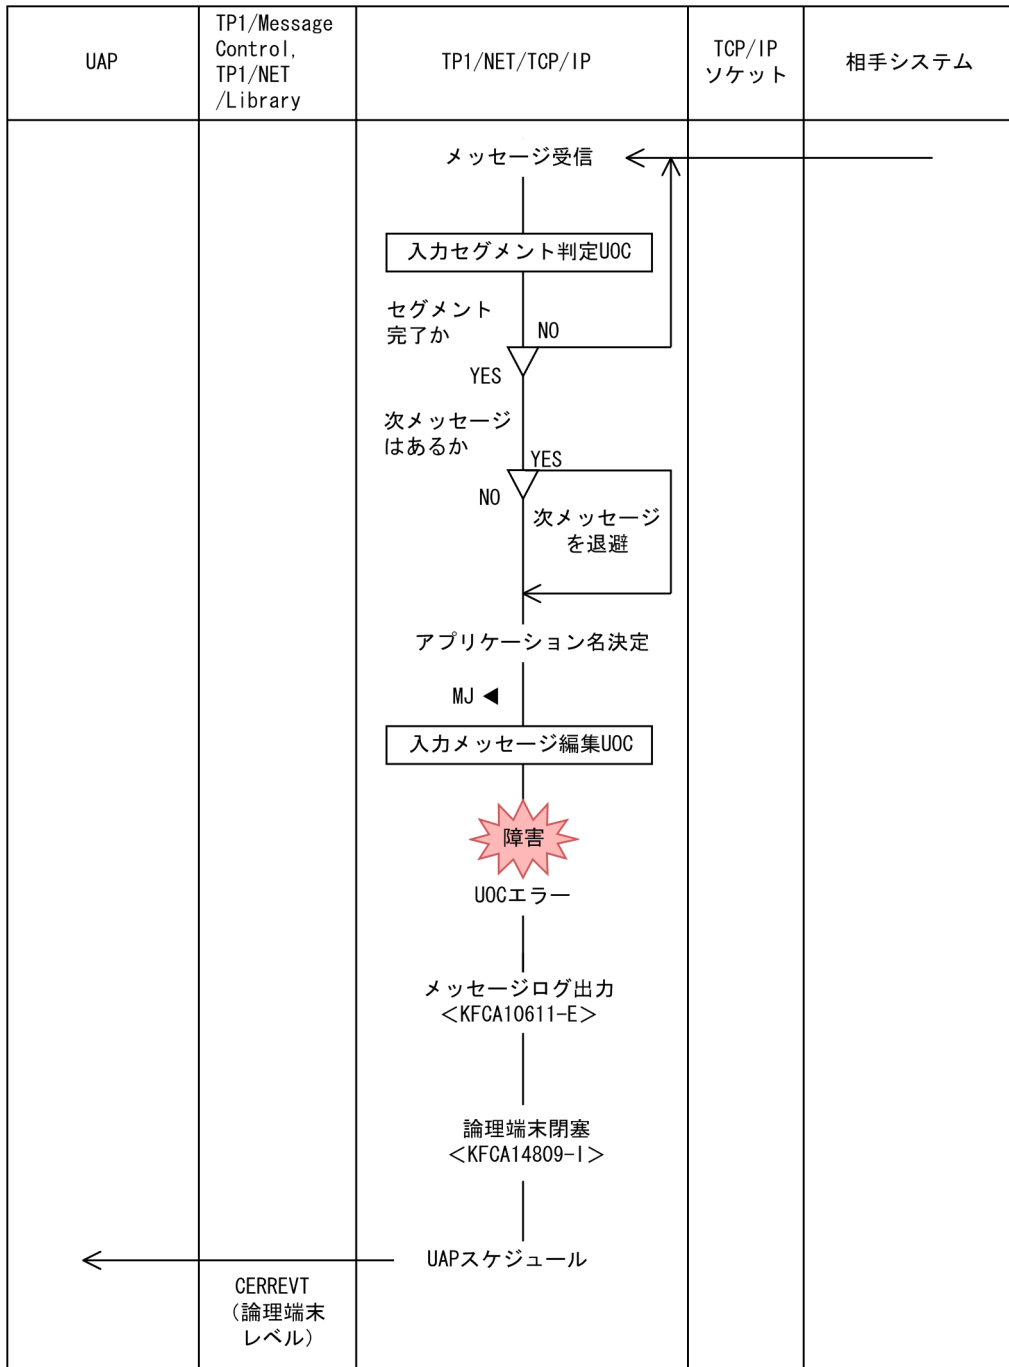 UAP
TP1/Message
Control,
TP1/NET
/Library
TP1/NET/TCP/IP
TCP/IP
ソケット
相手システム
メッセージ受信
入力セグメント判定UOC
セグメント
完了か
NO
YES
次メッセージ
はあるか
YES
NO
次メッセージ
を退避
アプリケーション名決定
MJ ◀
入力メッセージ編集UOC
障害
UOCエラー
メッセージログ出力
<KFCA10611-E>
論理端末閉塞
<KFCA14809-I>
UAPスケジュール
CERREVT
(論理端末
レベル)